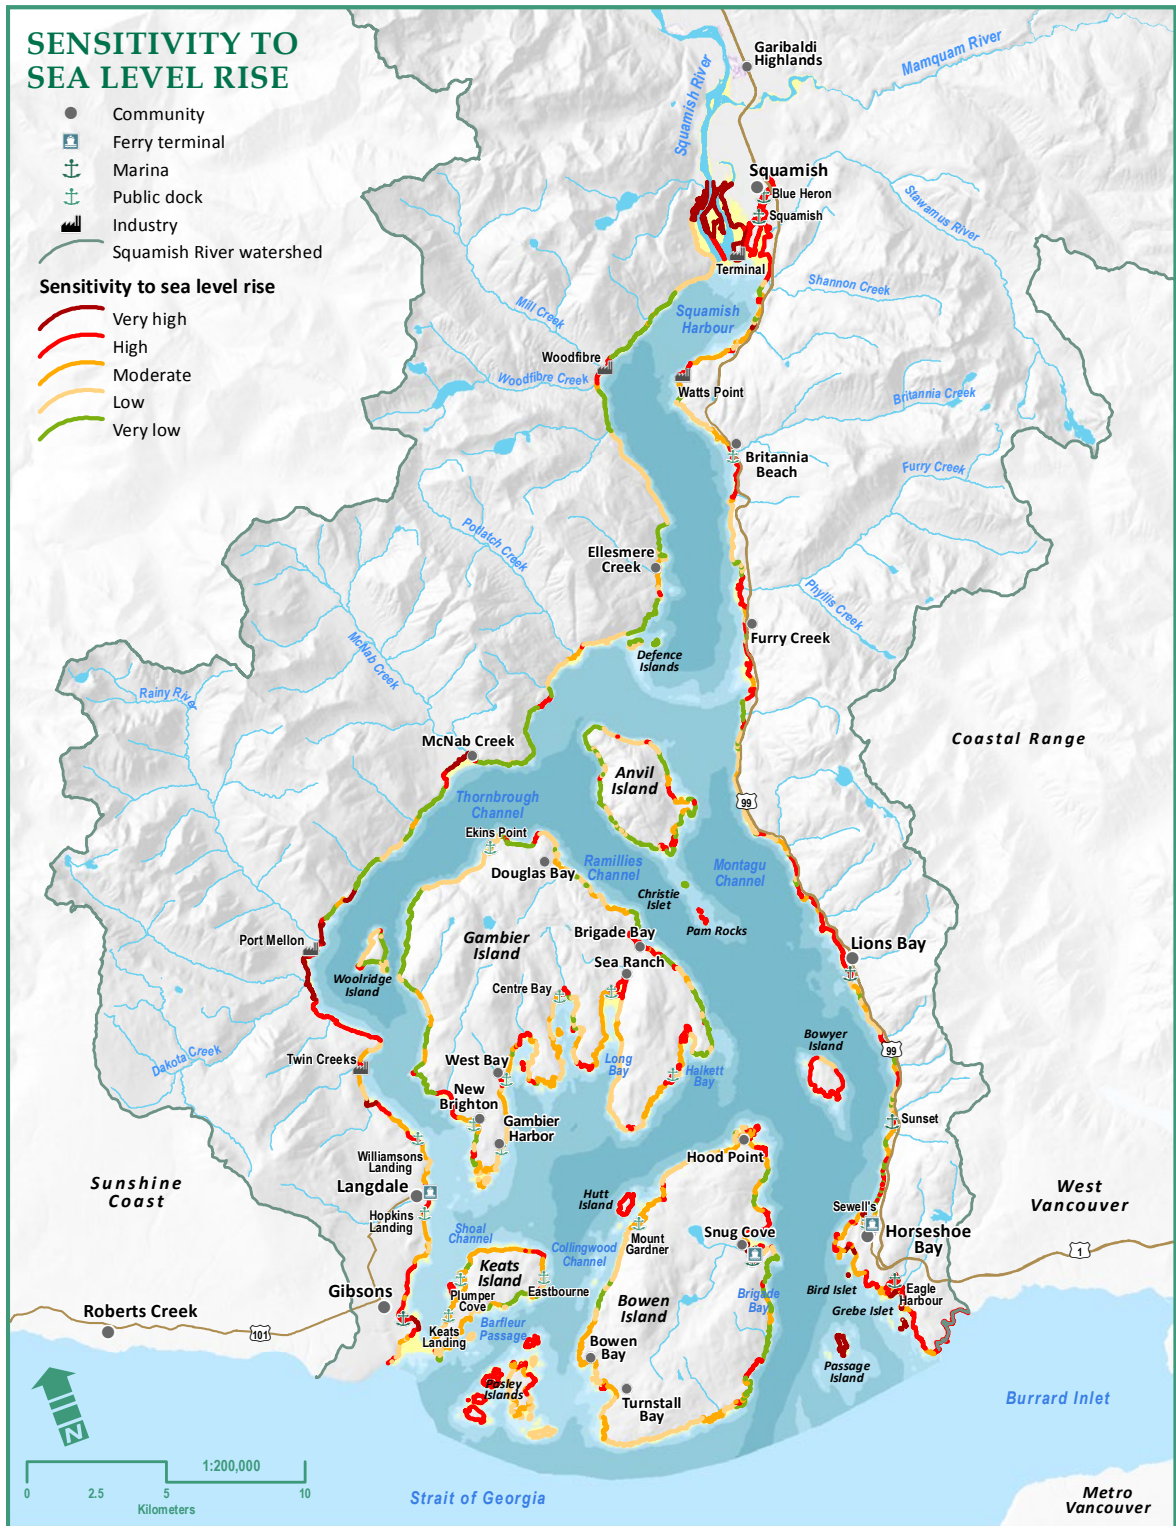 SENSITIVITY TO
SEA LEVEL RISE
Community
Ferry terminal
Marina
Public dock
Industry
Squamish River watershed
Sensitivity to sea level rise
Very high
High
Moderate
Low
Very low
Garibaldi
Highlands
Mamquam River
Squamish River
Squamish
Blue Heron
Squamish
Stawamus River
Terminal
Shannon Creek
Squamish
Harbour
Mill Creek
Woodfibre
Woodfibre Creek
Watts Point
Britannia Creek
Britannia
Beach
Furry Creek
Potlatch Creek
Ellesmere
Creek
Phyllis Creek
Furry Creek
McNab Creek
Defence
Islands
Rainy River
McNab Creek
Coastal Range
Anvil
Island
Thornbrough
Channel
99
Ekins Point
Douglas Bay
Ramillies
Channel
Montagu
Channel
Christie
Islet
Pam Rocks
Port Mellon
Gambier
Island
Brigade Bay
Lions Bay
Sea Ranch
Woolridge
Island
Centre Bay
Bowyer
Island
99
Dakota Creek
Twin Creeks
West Bay
Long
Bay
Halkett
Bay
New
Brighton
Gambier
Harbor
Sunset
Williamsons
Landing
Hood Point
Sunshine
Coast
Langdale
Hutt
Island
West
Vancouver
Hopkins
Landing
Sewell's
Shoal
Channel
Mount
Gardner
Snug Cove
Horseshoe
Bay
Collingwood
Channel
1
Keats
Island
Eastbourne
Plumper
Cove
Bird Islet
Eagle
Harbour
Gibsons
Bowen
Island
Brigade
Bay
Grebe Islet
Roberts Creek
101
Keats
Landing
Barfleur
Passage
Bowen
Bay
Passage
Island
Pasley
Islands
Turnstall
Bay
Burrard Inlet
N
1:200,000
0
2.5
5
10
Kilometers
Strait of Georgia
Metro
Vancouver